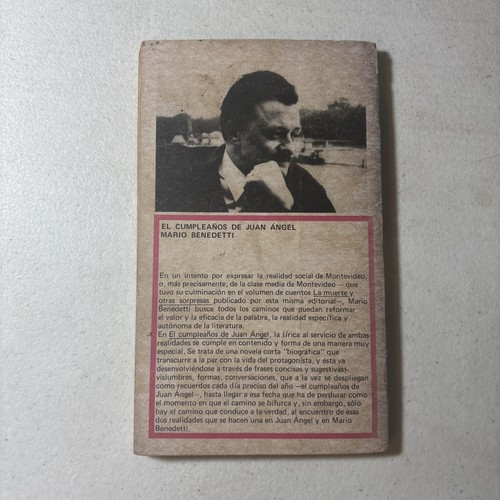 EL CUMPLEAÑOS DE JUAN ÁNGEL
MARIO BENEDETTI
En un intento por expresar la realidad social de Montevideo,
o, más precisamente, de la clase media de Montevideo – que
tuvo su culminación en el volumen de cuentos La muerte y
otras sorpresas publicado por esta misma editorial–, Mario
Benedetti busca todos los caminos que puedan reformar
el valor y la eficacia de la palabra, la realidad específica y
autónoma de la literatura.
En El cumpleaños de Juan Ángel, la lírica al servicio de ambas
realidades se cumple en contenido y forma de una manera muy
especial. Se trata de una novela corta "biográfica" que
transcurre a la par con la vida del protagonista, y ésta va
desenvolviéndose a través de frases concisas y sugestivas:
vislumbres, formas, conversaciones, que a la vez se despliegan
como recuerdos cada día preciso del año –el cumpleaños de
Juan Ángel–, hasta llegar a esa fecha que ha de perdurar como
el momento en que el camino se bifurca y, sin embargo, sólo
hay el camino que conduce a la verdad, al encuentro de esas
dos realidades que se hacen una en Juan Ángel y en Mario
Benedetti.